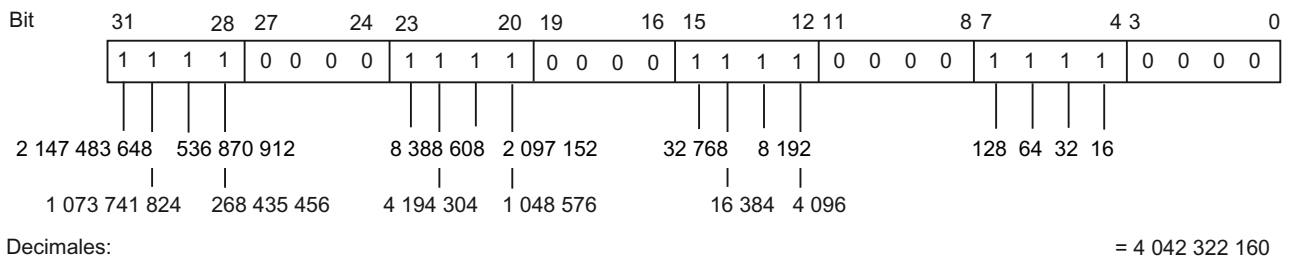 Bit 31 28 27 24 23 20 19 16 15 12 11 8 7 4 3 0
1 1 1 1 0 0 0 0 1 1 1 1 0 0 0 0 1 1 1 1 0 0 0 0 1 1 1 1 0 0 0 0
2 147 483 648 536 870 912 8 388 608 2 097 152 32 768 8 192 128 64 32 16
1 073 741 824 268 435 456 4 194 304 1 048 576 16 384 4 096
Decimales: = 4 042 322 160